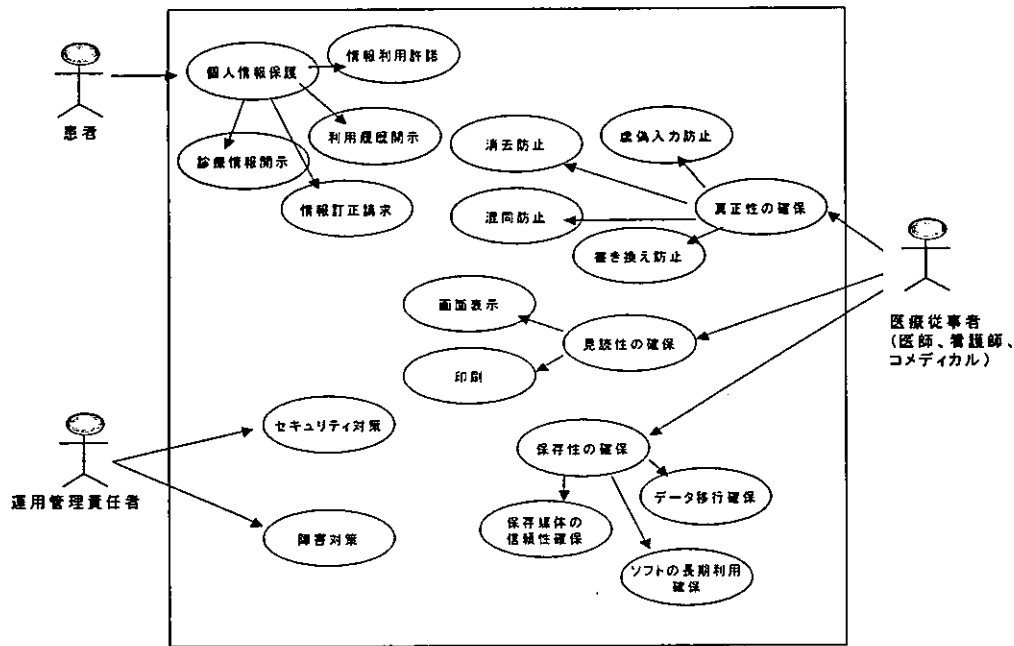 情報利用許諾
個人情報保護
患者
利用履歴開示
診療情報開示
情報訂正請求
虚偽入力防止
消去防止
真正性の確保
混同防止
書き換え防止
医療従事者
(医師、看護師、
コメディカル)
画面表示
見読性の確保
印刷
セキュリティ対策
運用管理責任者
障害対策
保存性の確保
データ移行確保
保存媒体の
信頼性確保
ソフトの長期利用
確保